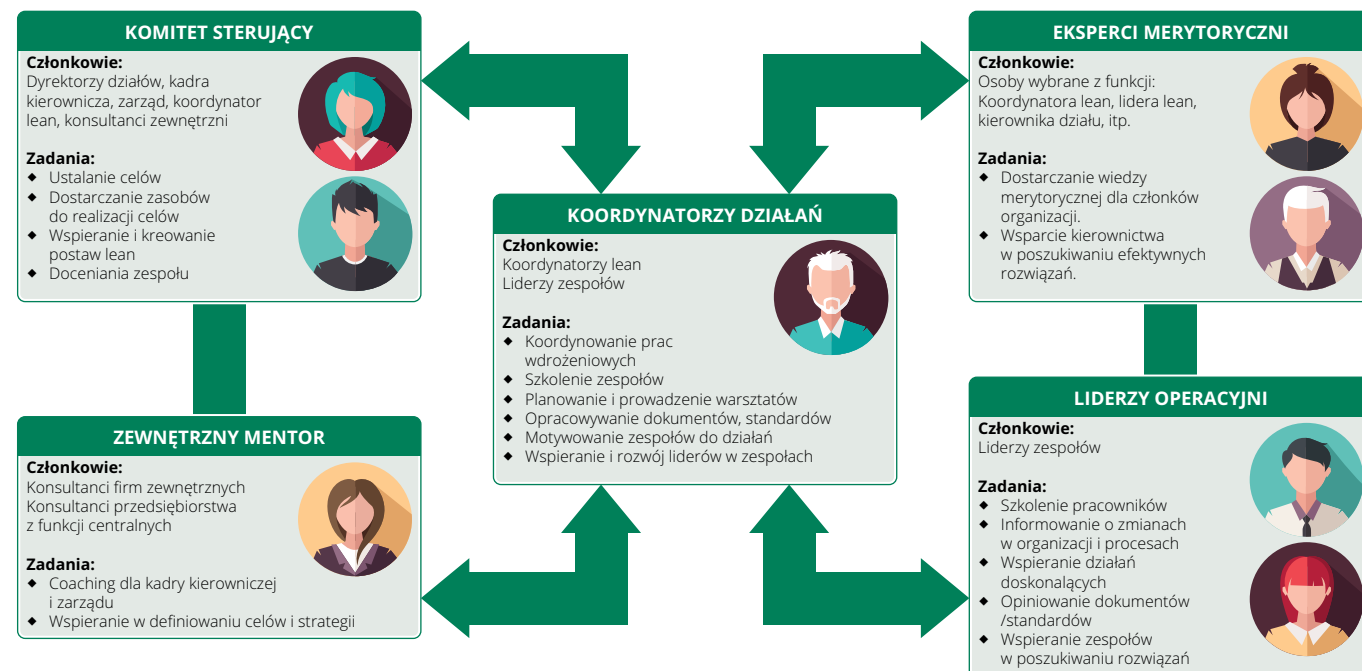 KOMITET STERUJĄCY
Członkowie:
Dyrektorzy działów, kadra
kierownicza, zarząd, koordynator
lean, konsultanci zewnętrzni
Zadania:
◆ Ustalanie celów
◆ Dostarczanie zasobów
do realizacji celów
◆ Wspieranie i kreowanie
postaw lean
◆ Doceniania zespołu
EKSPERCI MERYTORYCZNI
Członkowie:
Osoby wybrane z funkcji:
Koordynatora lean, lidera lean,
kierownika działu, itp.
Zadania:
◆ Dostarczanie wiedzy
merytorycznej dla członków
organizacji.
◆ Wsparcie kierownictwa
w poszukiwaniu efektywnych
rozwiązań.
KOORDYNATORZY DZIAŁAŃ
Członkowie:
Koordynatorzy lean
Liderzy zespołów
Zadania:
◆ Koordynowanie prac
wdrożeniowych
◆ Szkolenie zespołów
◆ Planowanie i prowadzenie warsztatów
◆ Opracowywanie dokumentów, standardów
◆ Motywowanie zespołów do działań
◆ Wspieranie i rozwój liderów w zespołach
ZEWNĘTRZNY MENTOR
Członkowie:
Konsultanci firm zewnętrznych
Konsultanci przedsiębiorstwa
z funkcji centralnych
Zadania:
◆ Coaching dla kadry kierowniczej
i zarządu
◆ Wspieranie w definiowaniu celów i strategii
LIDERZY OPERACYJNI
Członkowie:
Liderzy zespołów
Zadania:
◆ Szkolenie pracowników
◆ Informowanie o zmianach
w organizacji i procesach
◆ Wspieranie działań
doskonalących
◆ Opiniowanie dokumentów
/standardów
◆ Wspieranie zespołów
w poszukiwaniu rozwiązań